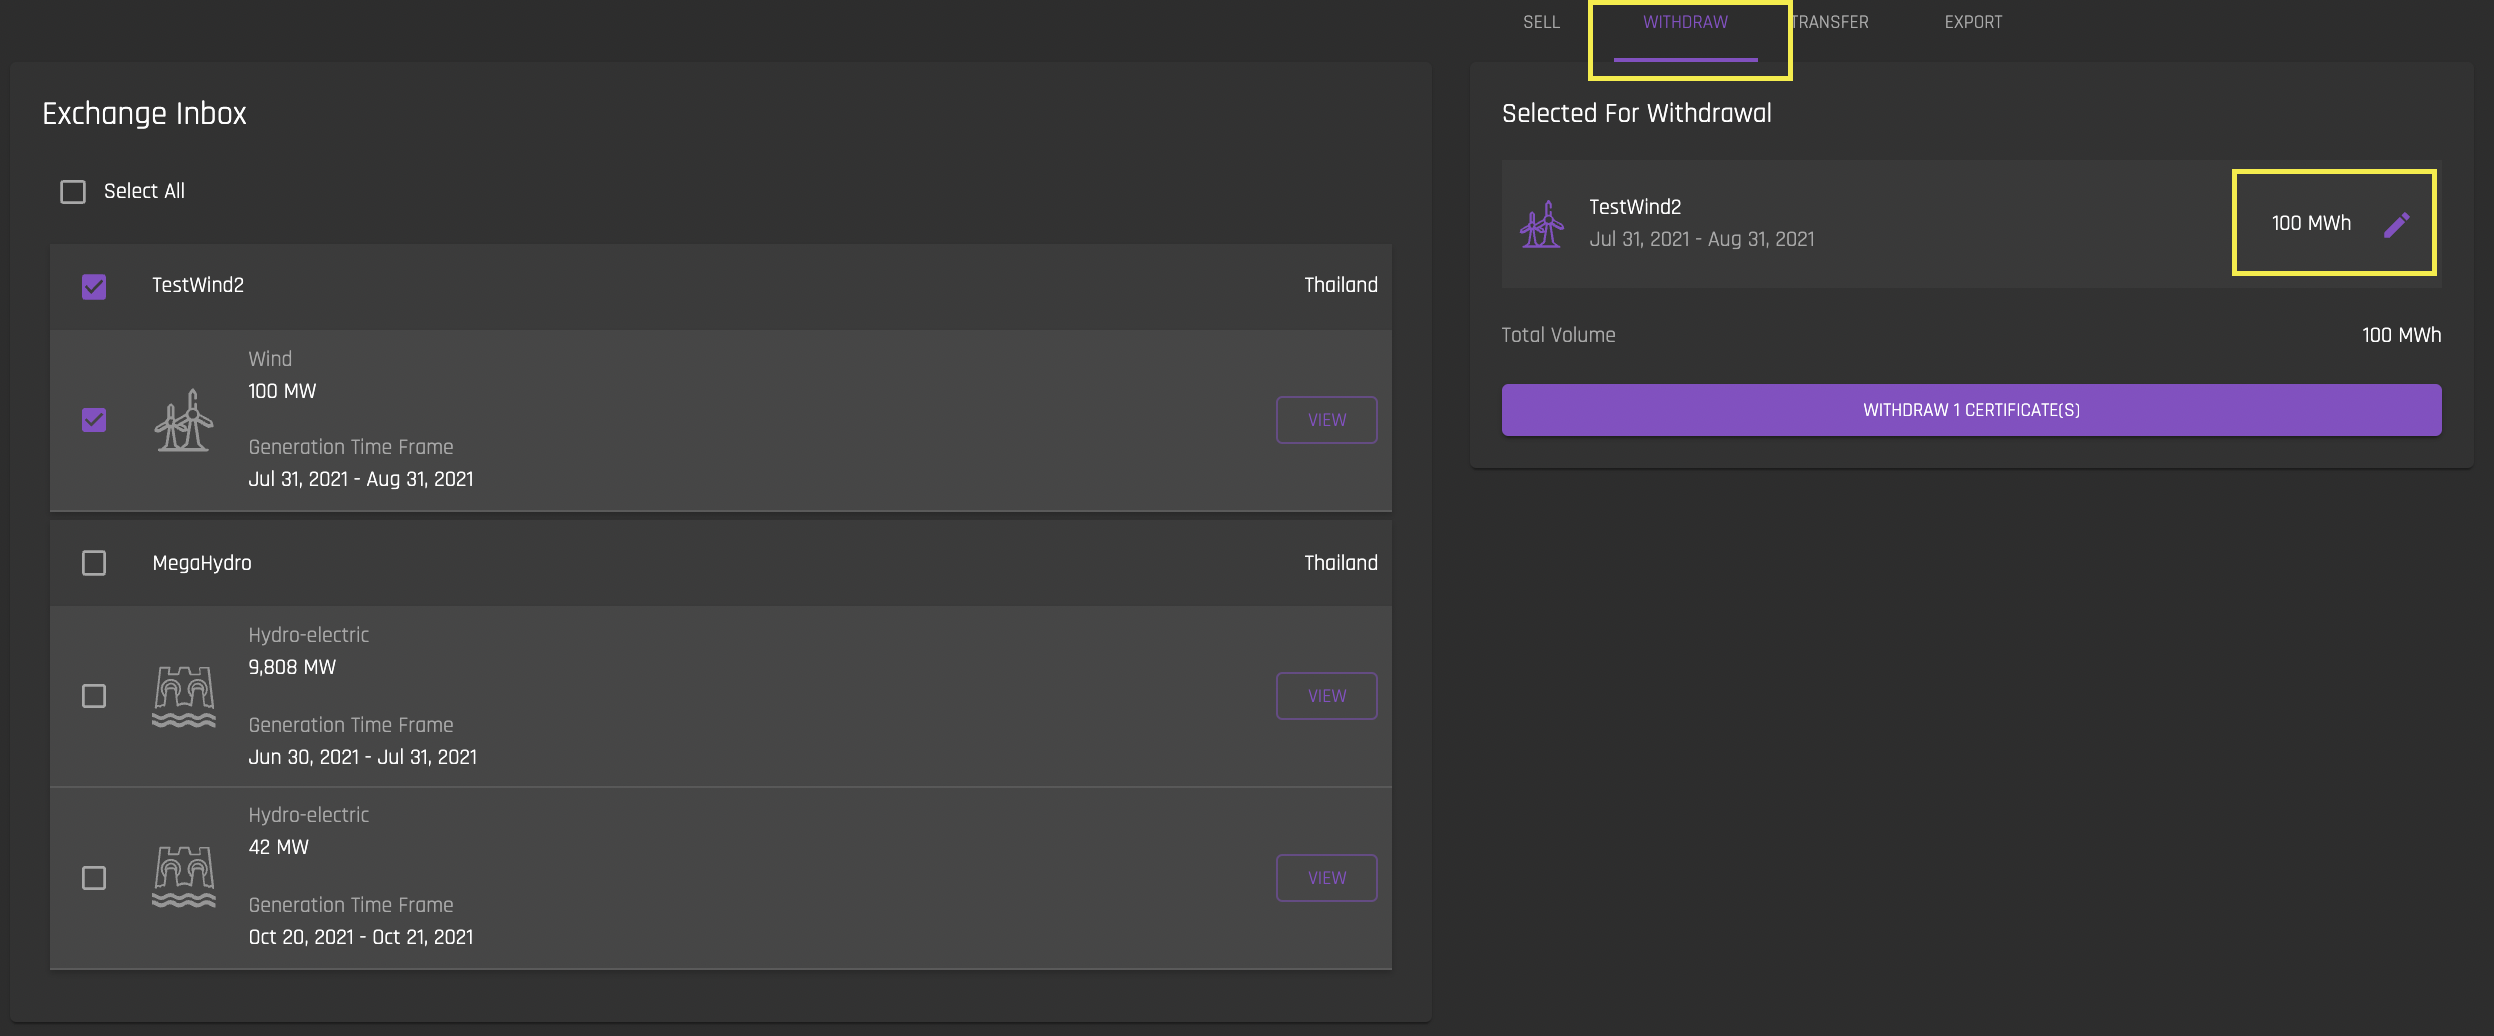 SELL
WITHDRAW
TRANSFER
EXPORT
Exchange Inbox
Select All
TestWind2
Thailand
Wind
100 MW
Generation Time Frame
Jul 31, 2021 - Aug 31, 2021
VIEW
MegaHydro
Thailand
Hydro-electric
9,808 MW
Generation Time Frame
Jun 30, 2021 - Jul 31, 2021
VIEW
Hydro-electric
42 MW
Generation Time Frame
Oct 20, 2021 - Oct 21, 2021
VIEW
Selected For Withdrawal
TestWind2
Jul 31, 2021 - Aug 31, 2021
100 MWh
Total Volume
100 MWh
WITHDRAW 1 CERTIFICATE(S)